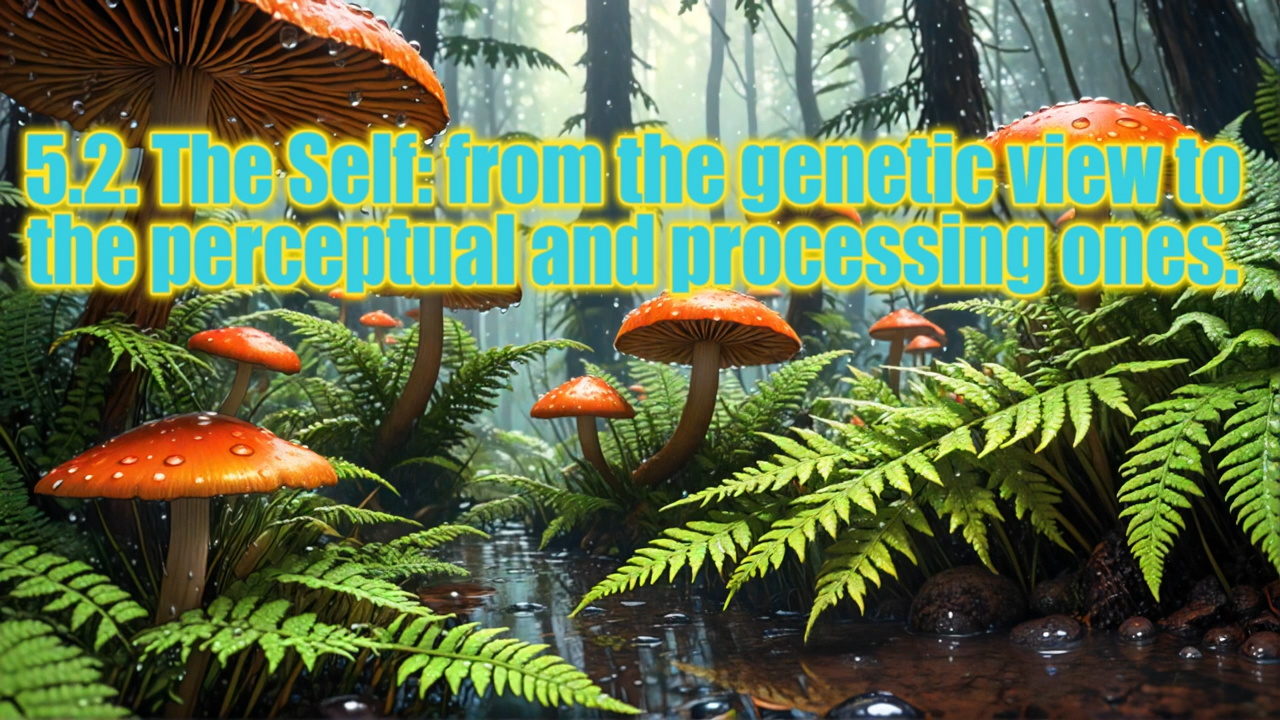 5.2. The Self: from the genetic view to
the perceptual and processing ones.